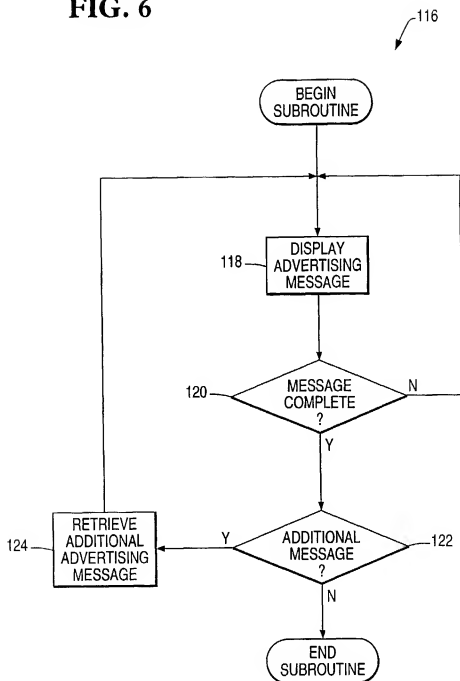 FIG. 6
116
BEGIN
SUBROUTINE
118
DISPLAY
ADVERTISING
MESSAGE
120
MESSAGE
COMPLETE
?
N
Y
124
RETRIEVE
ADDITIONAL
ADVERTISING
MESSAGE
Y
ADDITIONAL
MESSAGE
?
122
N
END
SUBROUTINE